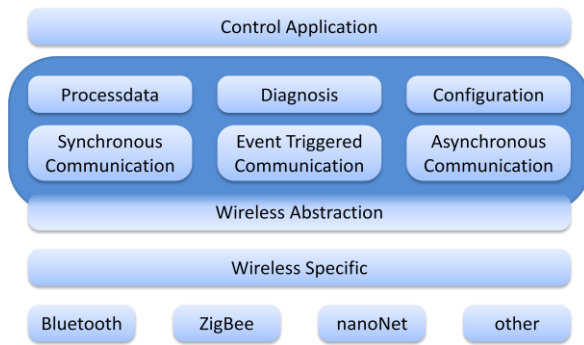 Control Application
Processdata
Diagnosis
Configuration
Synchronous
Communication
Event Triggered
Communication
Asynchronous
Communication
Wireless Abstraction
Wireless Specific
Bluetooth
ZigBee
nanoNet
other